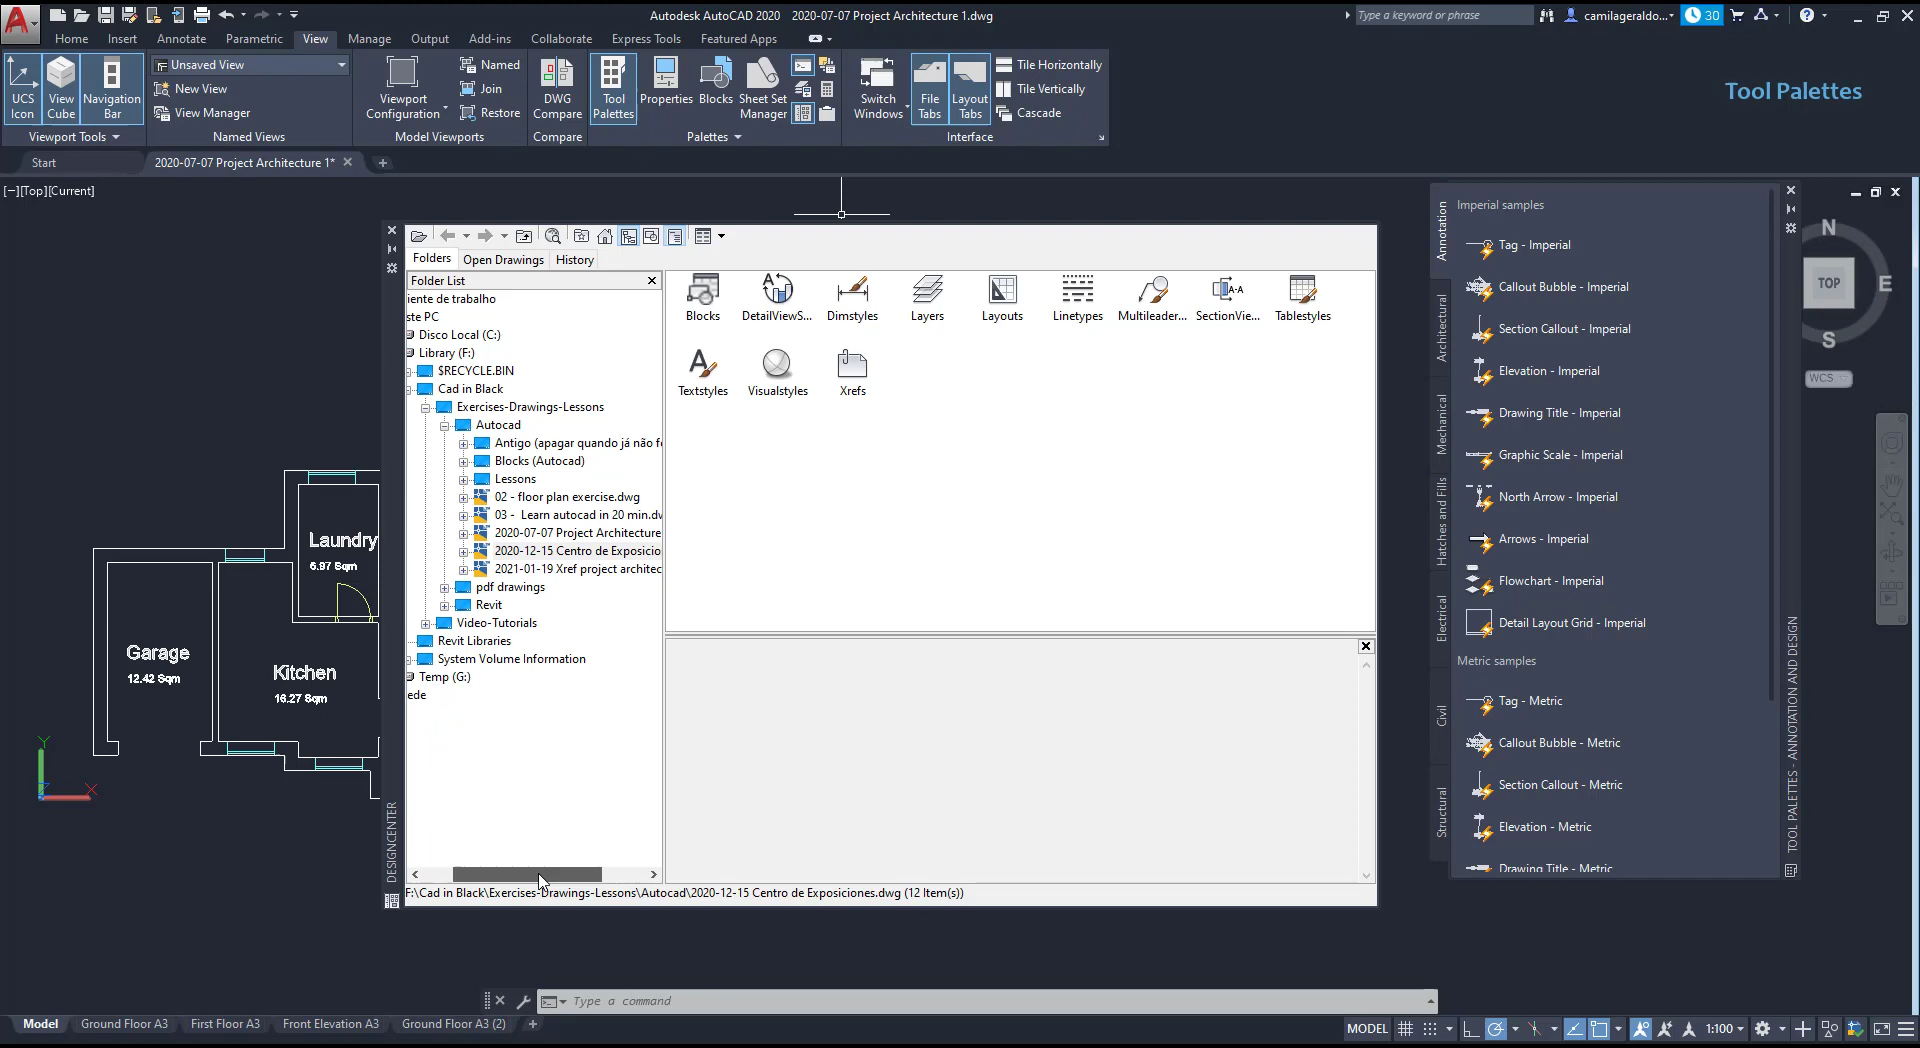 Autodesk AutoCAD 2020   2020-07-07 Project Architecture 1.dwg
Type a keyword or phrase
camilageraldo...
30
Home
Insert
Annotate
Parametric
View
Manage
Output
Add-ins
Collaborate
Express Tools
Featured Apps
UCS Icon
View Cube
Navigation Bar
Viewport Tools
Unsaved View
New View
View Manager
Named Views
Viewport Configuration
Named
Join
Restore
Model Viewports
DWG Compare
Compare
Tool Palettes
Properties
Blocks
Sheet Set Manager
Palettes
Switch Windows
File Tabs
Layout Tabs
Tile Horizontally
Tile Vertically
Cascade
Interface
Tool Palettes
Start
2020-07-07 Project Architecture 1*
[−][Top][Current]
Folders
Open Drawings
History
Folder List
iente de trabalho
ste PC
Disco Local (C:)
Library (F:)
$RECYCLE.BIN
Cad in Black
Exercises-Drawings-Lessons
Autocad
Antigo (apagar quando já não f
Blocks (Autocad)
Lessons
02 - floor plan exercise.dwg
03 -  Learn autocad in 20 min.dw
2020-07-07 Project Architecture
2020-12-15 Centro de Exposicio
2021-01-19 Xref project architec
pdf drawings
Revit
Video-Tutorials
Revit Libraries
System Volume Information
Temp (G:)
ede
Blocks
DetailViewS...
Dimstyles
Layers
Layouts
Linetypes
Multileader...
SectionVie...
Tablestyles
Textstyles
Visualstyles
Xrefs
F:\Cad in Black\Exercises-Drawings-Lessons\Autocad\2020-12-15 Centro de Exposiciones.dwg (12 Item(s))
DESIGNCENTER
Laundry
6.97 Sqm
Garage
12.42 Sqm
Kitchen
16.27 Sqm
Y
X
Annotation
Architectural
Mechanical
Hatches and Fills
Electrical
Civil
Structural
Imperial samples
Tag - Imperial
Callout Bubble - Imperial
Section Callout - Imperial
Elevation - Imperial
Drawing Title - Imperial
Graphic Scale - Imperial
North Arrow - Imperial
Arrows - Imperial
Flowchart - Imperial
Detail Layout Grid - Imperial
Metric samples
Tag - Metric
Callout Bubble - Metric
Section Callout - Metric
Elevation - Metric
Drawing Title - Metric
TOOL PALETTES - ANNOTATION AND DESIGN
N
TOP
E
S
WCS
Type a command
Model
Ground Floor A3
First Floor A3
Front Elevation A3
Ground Floor A3 (2)
MODEL
1:100